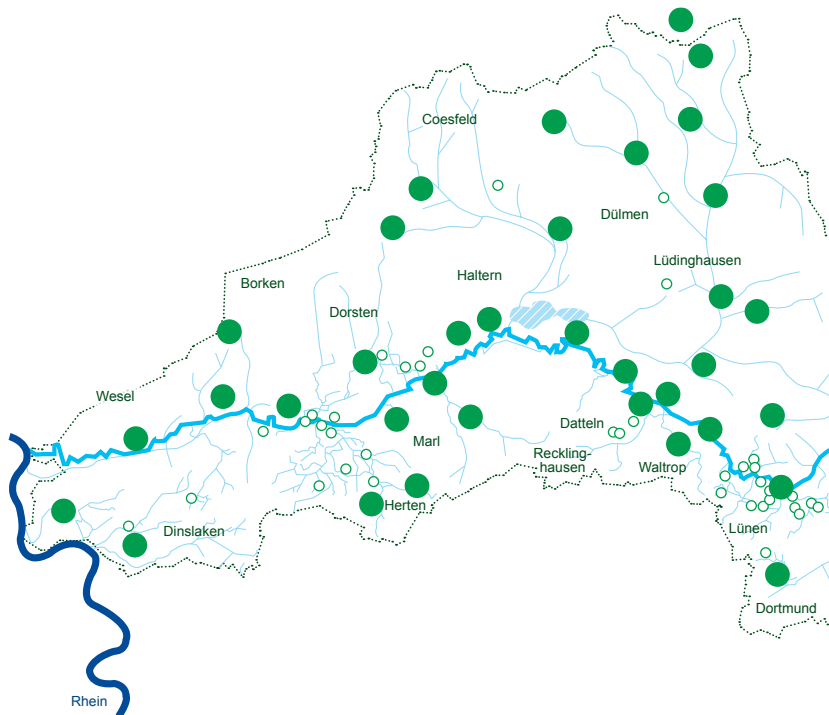 Coesfeld
Dülmen
Lüdinghausen
Haltern
Borken
Dorsten
Wesel
Datteln
Marl
Reckling-
hausen
Waltrop
Herten
Dinslaken
Lünen
Dortmund
Rhein